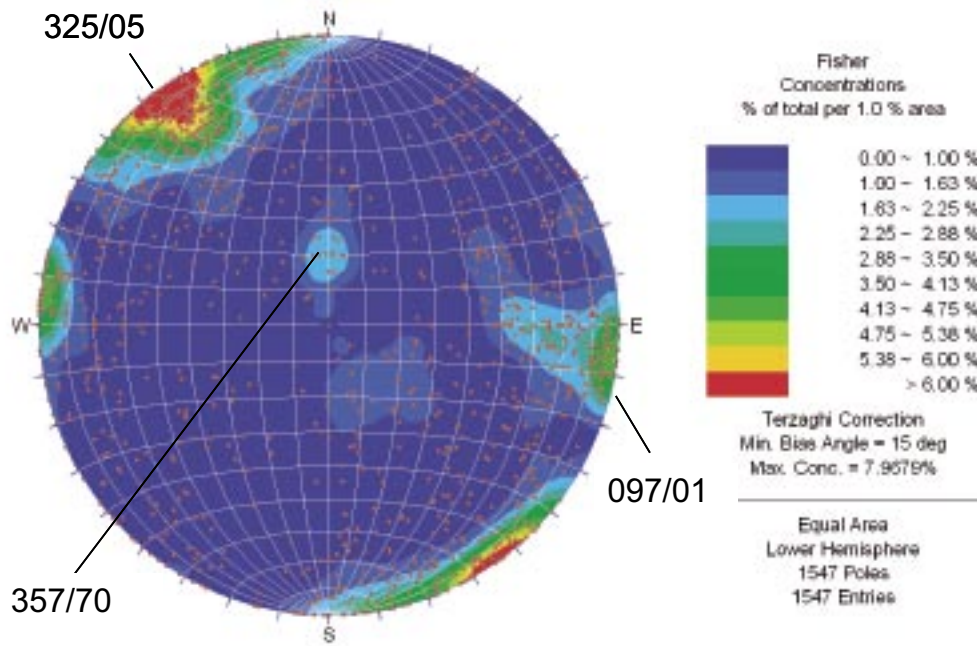 325/05
N
W
E
S
097/01
357/70
Fisher
Concentrations
% of total per 1.0 % area
0.00 ~ 1.00 %
1.00 ~ 1.63 %
1.63 ~ 2.25 %
2.25 ~ 2.88 %
2.88 ~ 3.50 %
3.50 ~ 4.13 %
4.13 ~ 4.75 %
4.75 ~ 5.38 %
5.38 ~ 6.00 %
> 6.00 %
Terzaghi Correction
Min. Bias Angle = 15 deg
Max. Conc. = 7.9679%
Equal Area
Lower Hemisphere
1547 Poles
1547 Entries